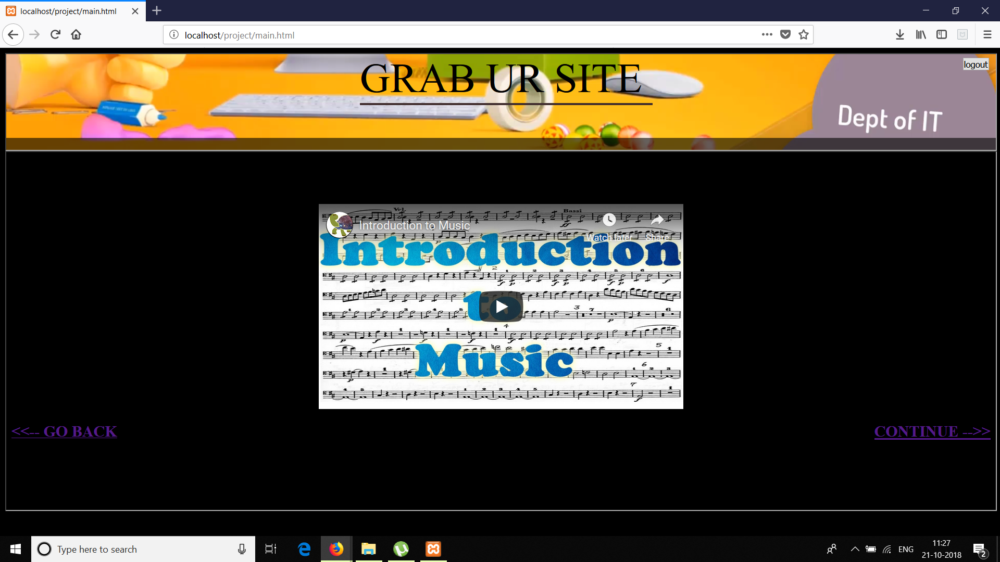 localhost/project/main.html
localhost/project/main.html
GRAB UR SITE
logout
Dept of IT
Introduction to Music
Watch later
Share
Introduction
to
Music
<<-- GO BACK
CONTINUE -->>
Type here to search
ENG
11:27
21-10-2018
2